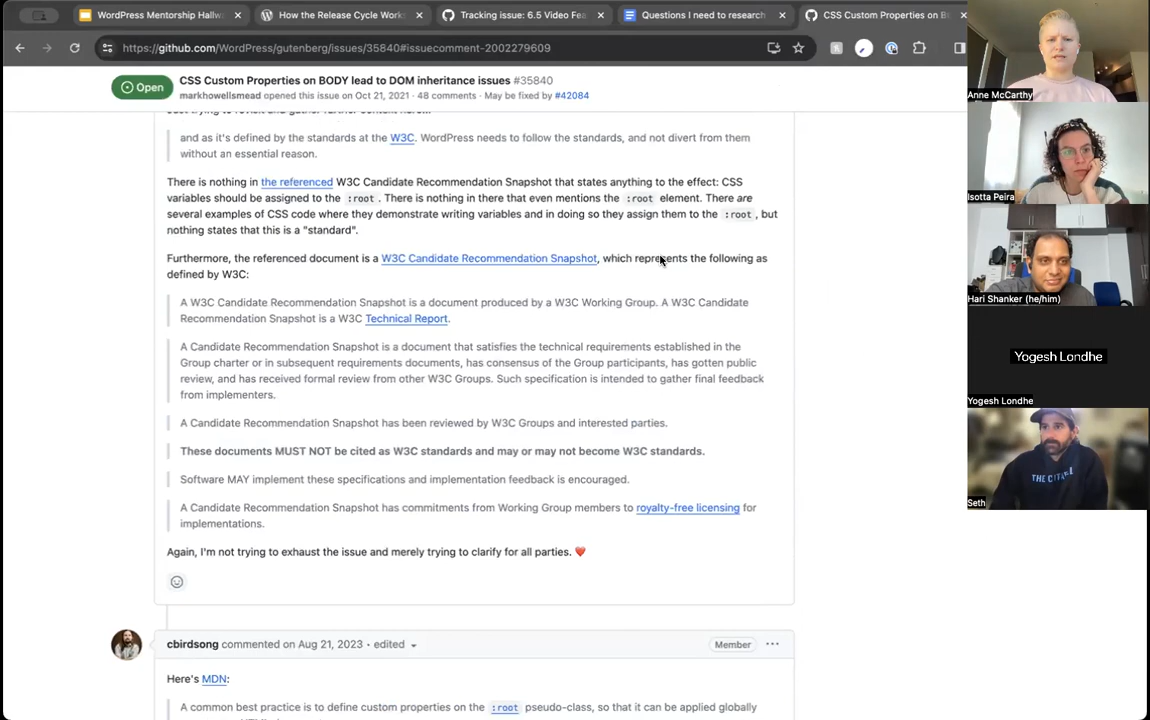 WordPress Mentorship Hallw
How the Release Cycle Works
Tracking issue: 6.5 Video Fea
Questions I need to research
CSS Custom Properties on B
https://github.com/WordPress/gutenberg/issues/35840#issuecomment-2002279609
Open
CSS Custom Properties on BODY lead to DOM inheritance issues #35840
markhowellsmead opened this issue on Oct 21, 2021 · 48 comments · May be fixed by #42084
and as it's defined by the standards at the W3C. WordPress needs to follow the standards, and not divert from them
without an essential reason.
There is nothing in the referenced W3C Candidate Recommendation Snapshot that states anything to the effect: CSS
variables should be assigned to the :root . There is nothing in there that even mentions the :root element. There are
several examples of CSS code where they demonstrate writing variables and in doing so they assign them to the :root , but
nothing states that this is a "standard".
Furthermore, the referenced document is a W3C Candidate Recommendation Snapshot, which represents the following as
defined by W3C:
A W3C Candidate Recommendation Snapshot is a document produced by a W3C Working Group. A W3C Candidate
Recommendation Snapshot is a W3C Technical Report.
A Candidate Recommendation Snapshot is a document that satisfies the technical requirements established in the
Group charter or in subsequent requirements documents, has consensus of the Group participants, has gotten public
review, and has received formal review from other W3C Groups. Such specification is intended to gather final feedback
from implementers.
A Candidate Recommendation Snapshot has been reviewed by W3C Groups and interested parties.
These documents MUST NOT be cited as W3C standards and may or may not become W3C standards.
Software MAY implement these specifications and implementation feedback is encouraged.
A Candidate Recommendation Snapshot has commitments from Working Group members to royalty-free licensing for
implementations.
Again, I'm not trying to exhaust the issue and merely trying to clarify for all parties. ❤️
cbirdsong commented on Aug 21, 2023 · edited
Member
Here's MDN:
A common best practice is to define custom properties on the :root pseudo-class, so that it can be applied globally
Anne McCarthy
Isotta Peira
Hari Shanker (he/him)
Yogesh Londhe
Yogesh Londhe
THE CITADEL
Seth